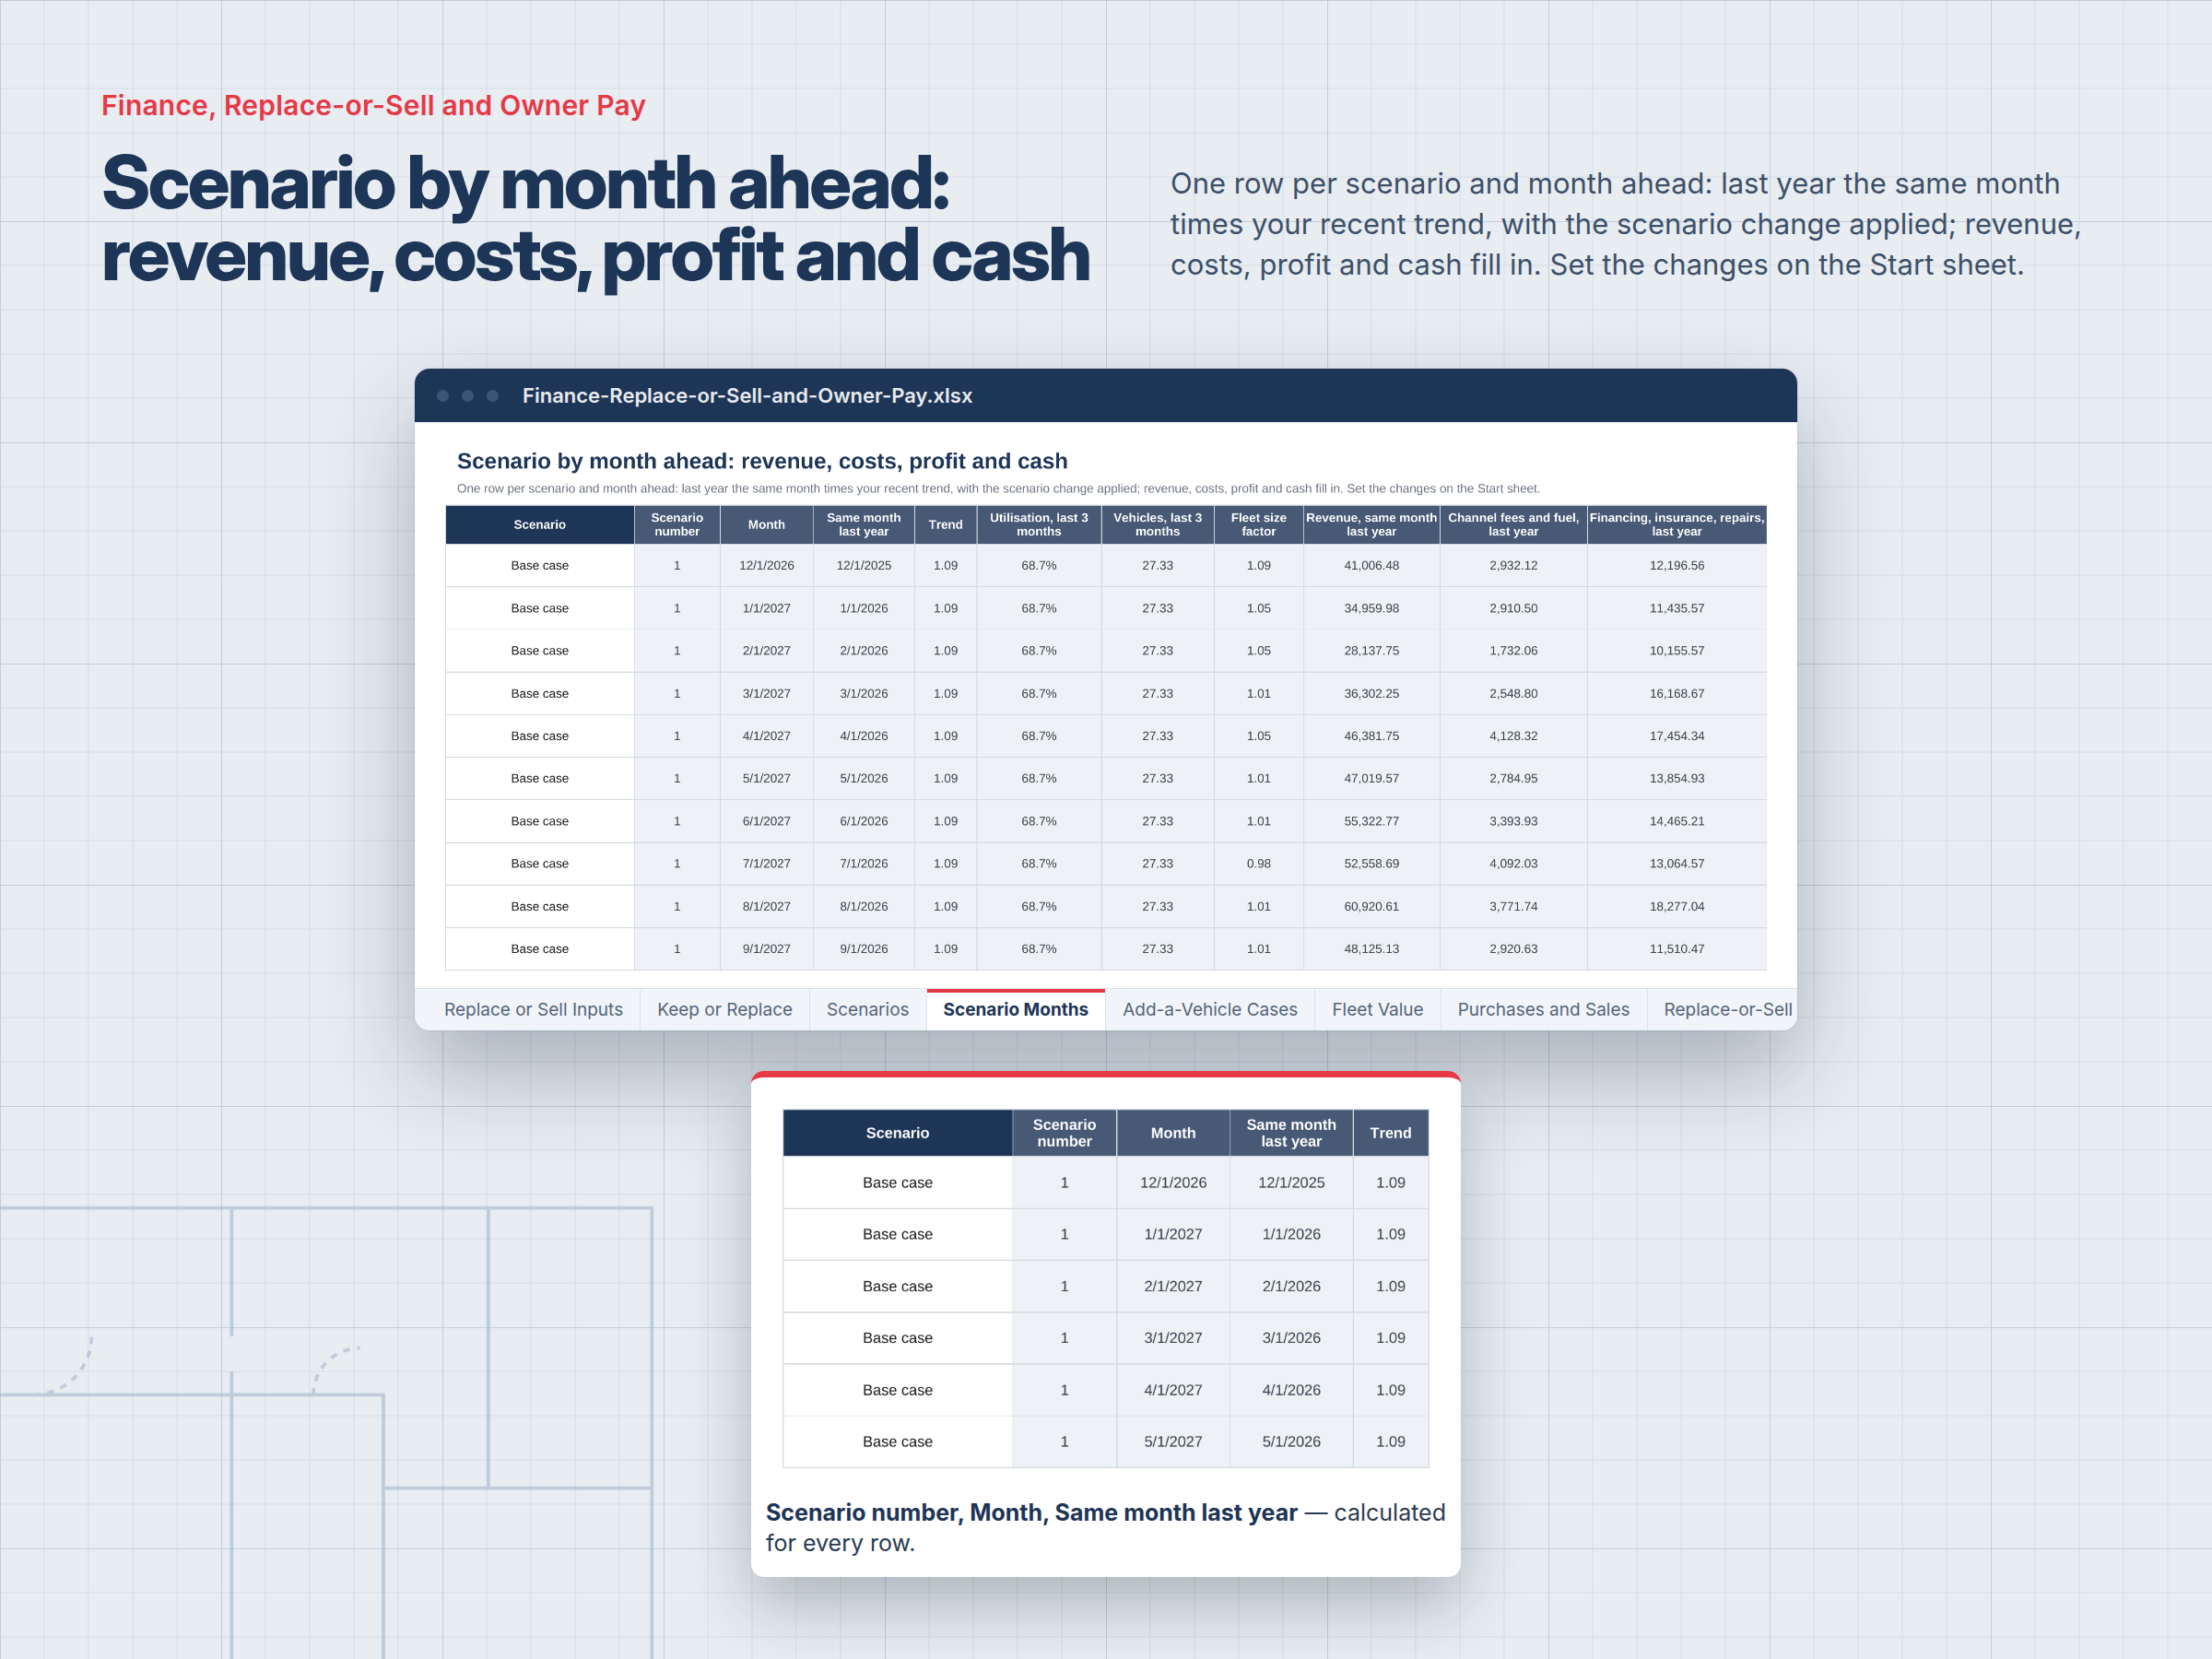 Finance, Replace-or-Sell and Owner Pay
Scenario by month ahead:
revenue, costs, profit and cash
One row per scenario and month ahead: last year the same month
times your recent trend, with the scenario change applied; revenue,
costs, profit and cash fill in. Set the changes on the Start sheet.
Finance-Replace-or-Sell-and-Owner-Pay.xlsx
Scenario by month ahead: revenue, costs, profit and cash
One row per scenario and month ahead: last year the same month times your recent trend, with the scenario change applied; revenue, costs, profit and cash fill in. Set the changes on the Start sheet.
Scenario Scenario number Month Same month last year Trend Utilisation, last 3 months Vehicles, last 3 months Fleet size factor Revenue, same month last year Channel fees and fuel, last year Financing, insurance, repairs, last year
Base case 1 12/1/2026 12/1/2025 1.09 68.7% 27.33 1.09 41,006.48 2,932.12 12,196.56
Base case 1 1/1/2027 1/1/2026 1.09 68.7% 27.33 1.05 34,959.98 2,910.50 11,435.57
Base case 1 2/1/2027 2/1/2026 1.09 68.7% 27.33 1.05 28,137.75 1,732.06 10,155.57
Base case 1 3/1/2027 3/1/2026 1.09 68.7% 27.33 1.01 36,302.25 2,548.80 16,168.67
Base case 1 4/1/2027 4/1/2026 1.09 68.7% 27.33 1.05 46,381.75 4,128.32 17,454.34
Base case 1 5/1/2027 5/1/2026 1.09 68.7% 27.33 1.01 47,019.57 2,784.95 13,854.93
Base case 1 6/1/2027 6/1/2026 1.09 68.7% 27.33 1.01 55,322.77 3,393.93 14,465.21
Base case 1 7/1/2027 7/1/2026 1.09 68.7% 27.33 0.98 52,558.69 4,092.03 13,064.57
Base case 1 8/1/2027 8/1/2026 1.09 68.7% 27.33 1.01 60,920.61 3,771.74 18,277.04
Base case 1 9/1/2027 9/1/2026 1.09 68.7% 27.33 1.01 48,125.13 2,920.63 11,510.47
Replace or Sell Inputs Keep or Replace Scenarios Scenario Months Add-a-Vehicle Cases Fleet Value Purchases and Sales Replace-or-Sell
Scenario Scenario number Month Same month last year Trend
Base case 1 12/1/2026 12/1/2025 1.09
Base case 1 1/1/2027 1/1/2026 1.09
Base case 1 2/1/2027 2/1/2026 1.09
Base case 1 3/1/2027 3/1/2026 1.09
Base case 1 4/1/2027 4/1/2026 1.09
Base case 1 5/1/2027 5/1/2026 1.09
Scenario number, Month, Same month last year — calculated
for every row.